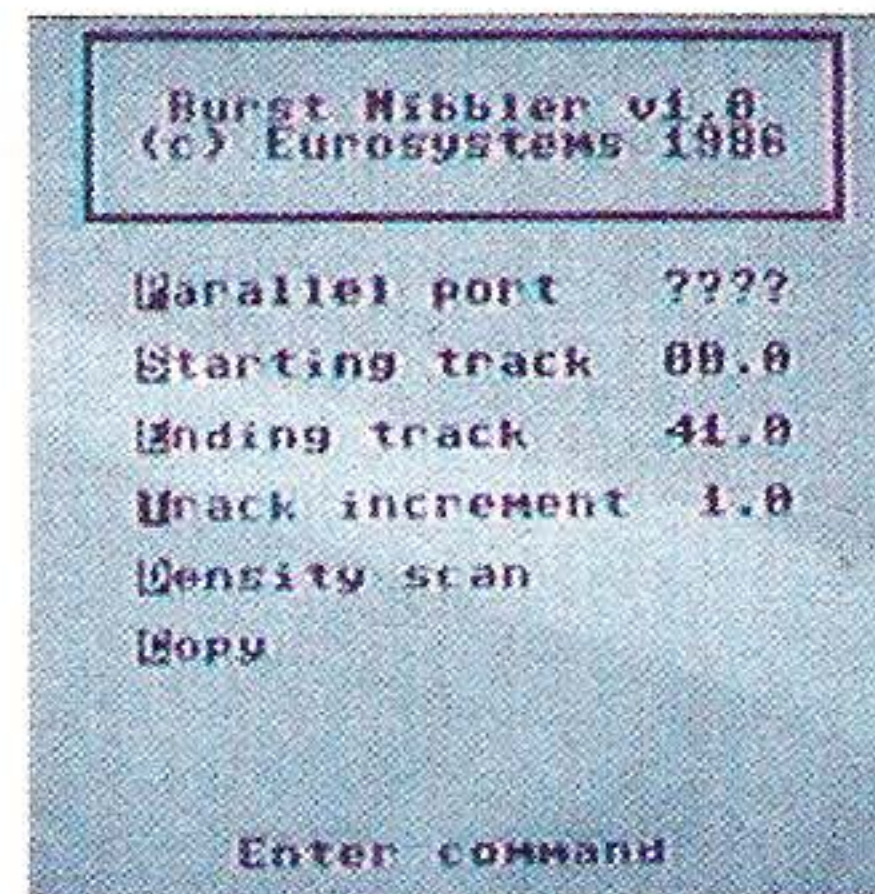 Burst Nibbler v1.0
(c) Eurosystems 1986
Parallel port ????
Starting track 00.0
Ending track 41.0
Track increment 1.0
Density scan
Copy
Enter command